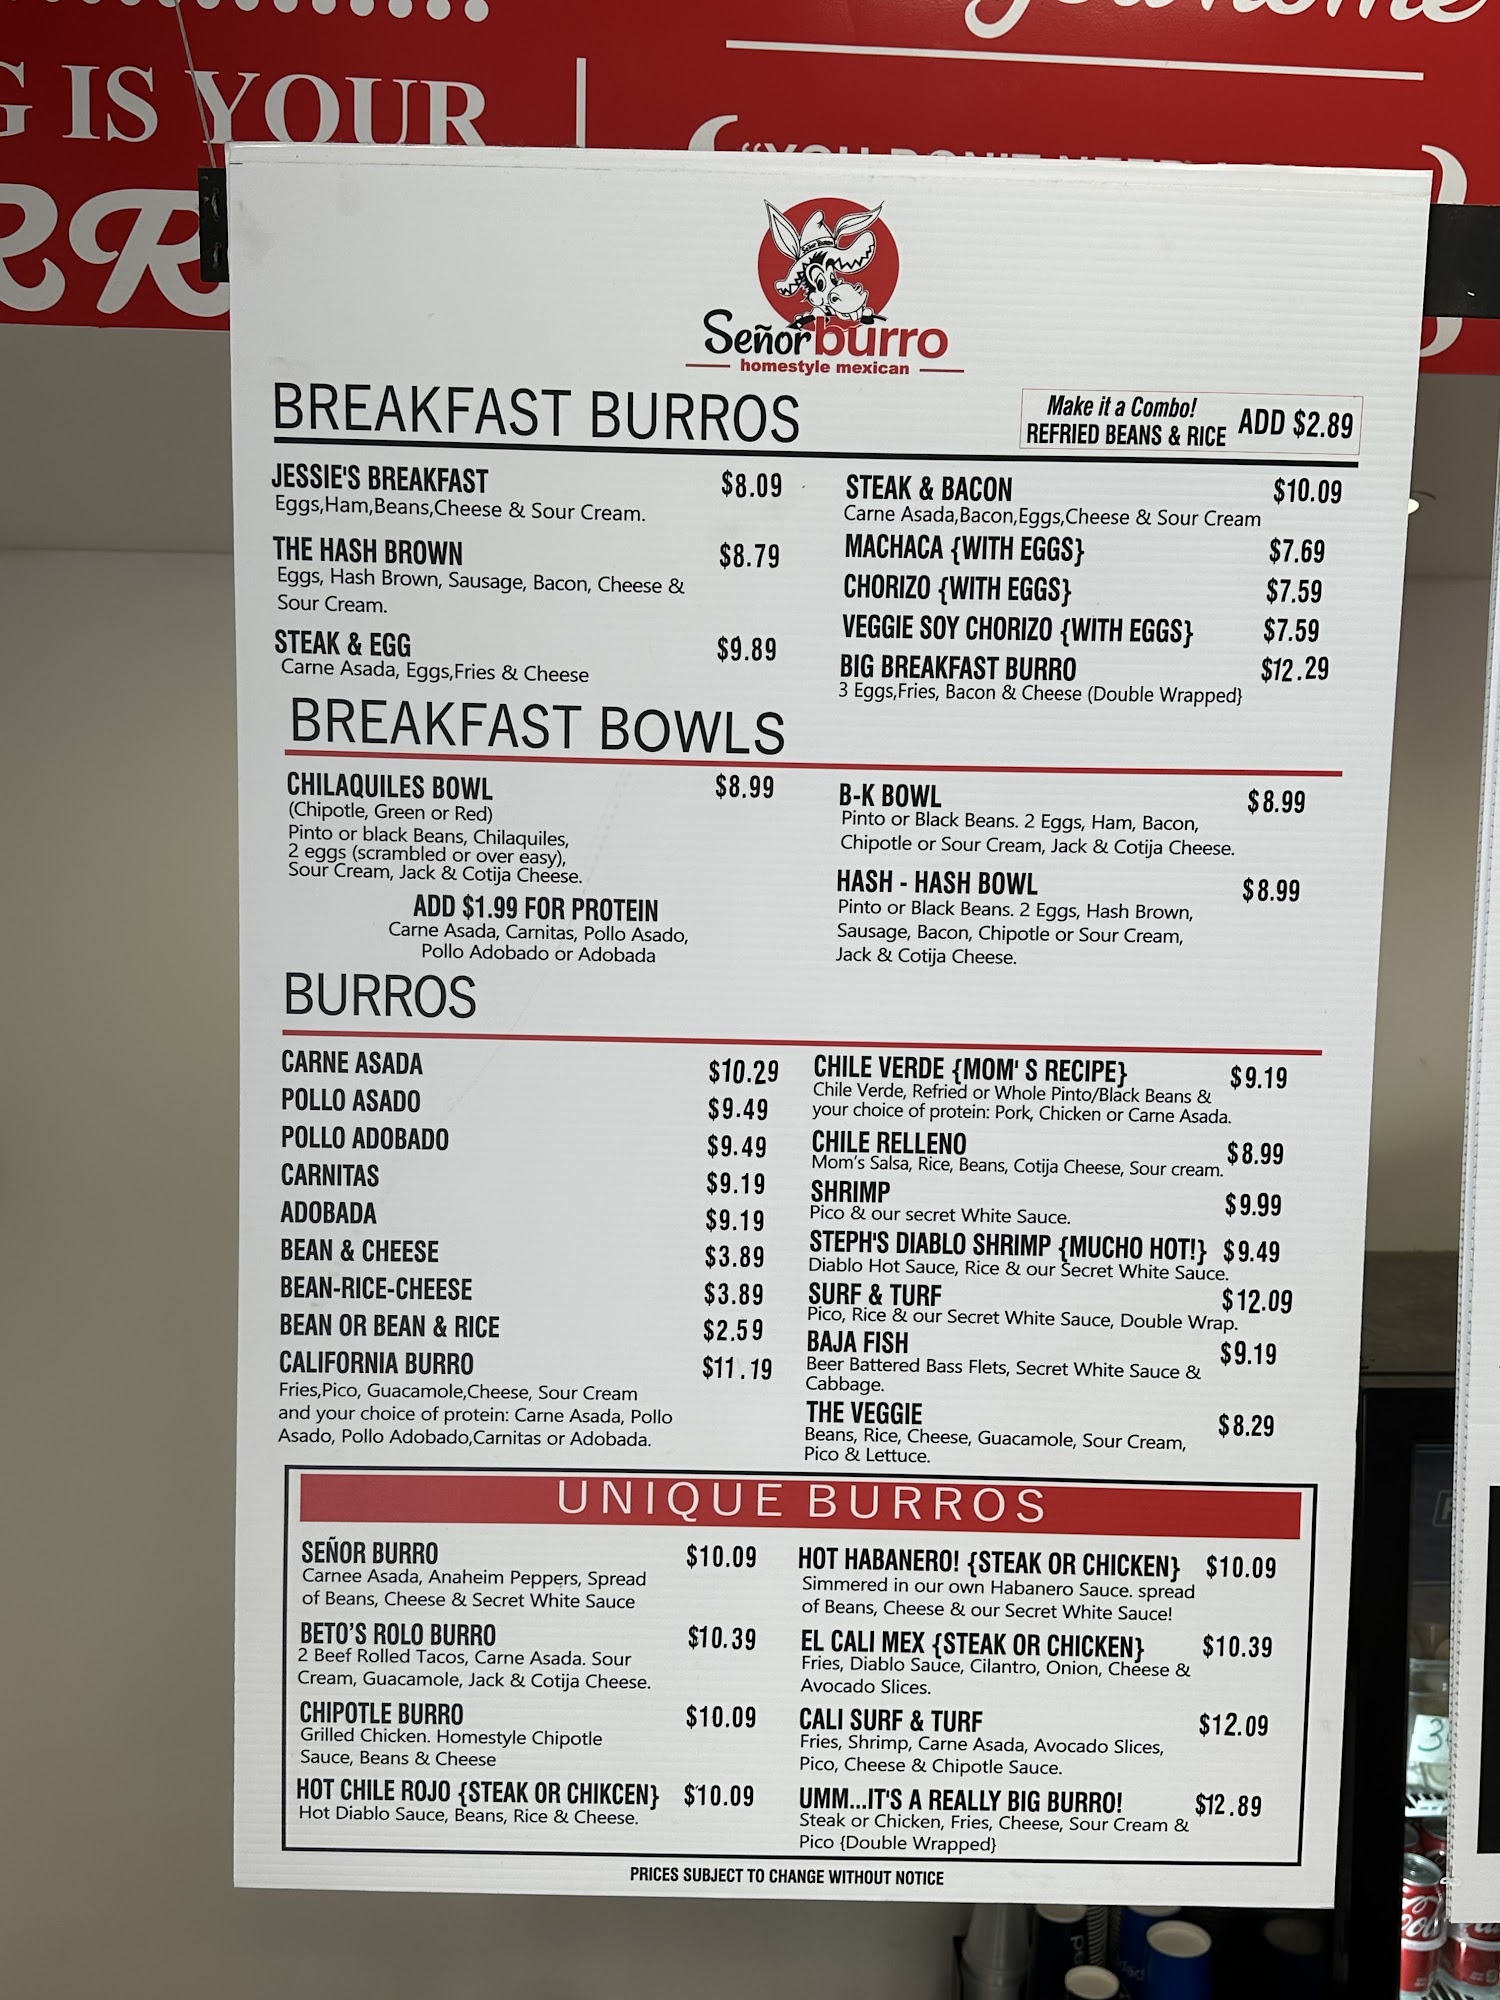 G IS YOUR
RR
Señor Burro
Señor burro
homestyle mexican
BREAKFAST BURROS
Make it a Combo!
REFRIED BEANS & RICE
ADD $2.89
JESSIE'S BREAKFAST $8.09
Eggs,Ham,Beans,Cheese & Sour Cream.
THE HASH BROWN $8.79
Eggs, Hash Brown, Sausage, Bacon, Cheese &
Sour Cream.
STEAK & EGG $9.89
Carne Asada, Eggs,Fries & Cheese
STEAK & BACON $10.09
Carne Asada,Bacon,Eggs,Cheese & Sour Cream
MACHACA {WITH EGGS} $7.69
CHORIZO {WITH EGGS} $7.59
VEGGIE SOY CHORIZO {WITH EGGS} $7.59
BIG BREAKFAST BURRO $12.29
3 Eggs,Fries, Bacon & Cheese (Double Wrapped}
BREAKFAST BOWLS
CHILAQUILES BOWL $8.99
(Chipotle, Green or Red)
Pinto or black Beans, Chilaquiles,
2 eggs (scrambled or over easy),
Sour Cream, Jack & Cotija Cheese.
ADD $1.99 FOR PROTEIN
Carne Asada, Carnitas, Pollo Asado,
Pollo Adobado or Adobada
B-K BOWL $8.99
Pinto or Black Beans. 2 Eggs, Ham, Bacon,
Chipotle or Sour Cream, Jack & Cotija Cheese.
HASH - HASH BOWL $8.99
Pinto or Black Beans. 2 Eggs, Hash Brown,
Sausage, Bacon, Chipotle or Sour Cream,
Jack & Cotija Cheese.
BURROS
CARNE ASADA $10.29
POLLO ASADO $9.49
POLLO ADOBADO $9.49
CARNITAS $9.19
ADOBADA $9.19
BEAN & CHEESE $3.89
BEAN-RICE-CHEESE $3.89
BEAN OR BEAN & RICE $2.59
CALIFORNIA BURRO $11.19
Fries,Pico, Guacamole,Cheese, Sour Cream
and your choice of protein: Carne Asada, Pollo
Asado, Pollo Adobado,Carnitas or Adobada.
CHILE VERDE {MOM' S RECIPE} $9.19
Chile Verde, Refried or Whole Pinto/Black Beans &
your choice of protein: Pork, Chicken or Carne Asada.
CHILE RELLENO $8.99
Mom's Salsa, Rice, Beans, Cotija Cheese, Sour cream.
SHRIMP $9.99
Pico & our secret White Sauce.
STEPH'S DIABLO SHRIMP {MUCHO HOT!} $9.49
Diablo Hot Sauce, Rice & our Secret White Sauce.
SURF & TURF $12.09
Pico, Rice & our Secret White Sauce, Double Wrap.
BAJA FISH $9.19
Beer Battered Bass Flets, Secret White Sauce &
Cabbage.
THE VEGGIE $8.29
Beans, Rice, Cheese, Guacamole, Sour Cream,
Pico & Lettuce.
UNIQUE BURROS
SEÑOR BURRO $10.09
Carnee Asada, Anaheim Peppers, Spread
of Beans, Cheese & Secret White Sauce
BETO'S ROLO BURRO $10.39
2 Beef Rolled Tacos, Carne Asada. Sour
Cream, Guacamole, Jack & Cotija Cheese.
CHIPOTLE BURRO $10.09
Grilled Chicken. Homestyle Chipotle
Sauce, Beans & Cheese
HOT CHILE ROJO {STEAK OR CHIKCEN} $10.09
Hot Diablo Sauce, Beans, Rice & Cheese.
HOT HABANERO! {STEAK OR CHICKEN} $10.09
Simmered in our own Habanero Sauce. spread
of Beans, Cheese & our Secret White Sauce!
EL CALI MEX {STEAK OR CHICKEN} $10.39
Fries, Diablo Sauce, Cilantro, Onion, Cheese &
Avocado Slices.
CALI SURF & TURF $12.09
Fries, Shrimp, Carne Asada, Avocado Slices,
Pico, Cheese & Chipotle Sauce.
UMM...IT'S A REALLY BIG BURRO! $12.89
Steak or Chicken, Fries, Cheese, Sour Cream &
Pico {Double Wrapped}
PRICES SUBJECT TO CHANGE WITHOUT NOTICE